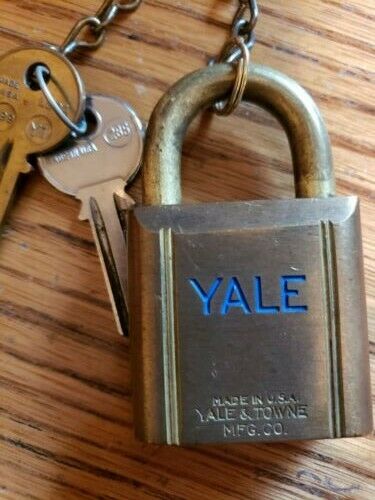 YALE
MADE IN U.S.A.
YALE & TOWNE
MFG. CO.